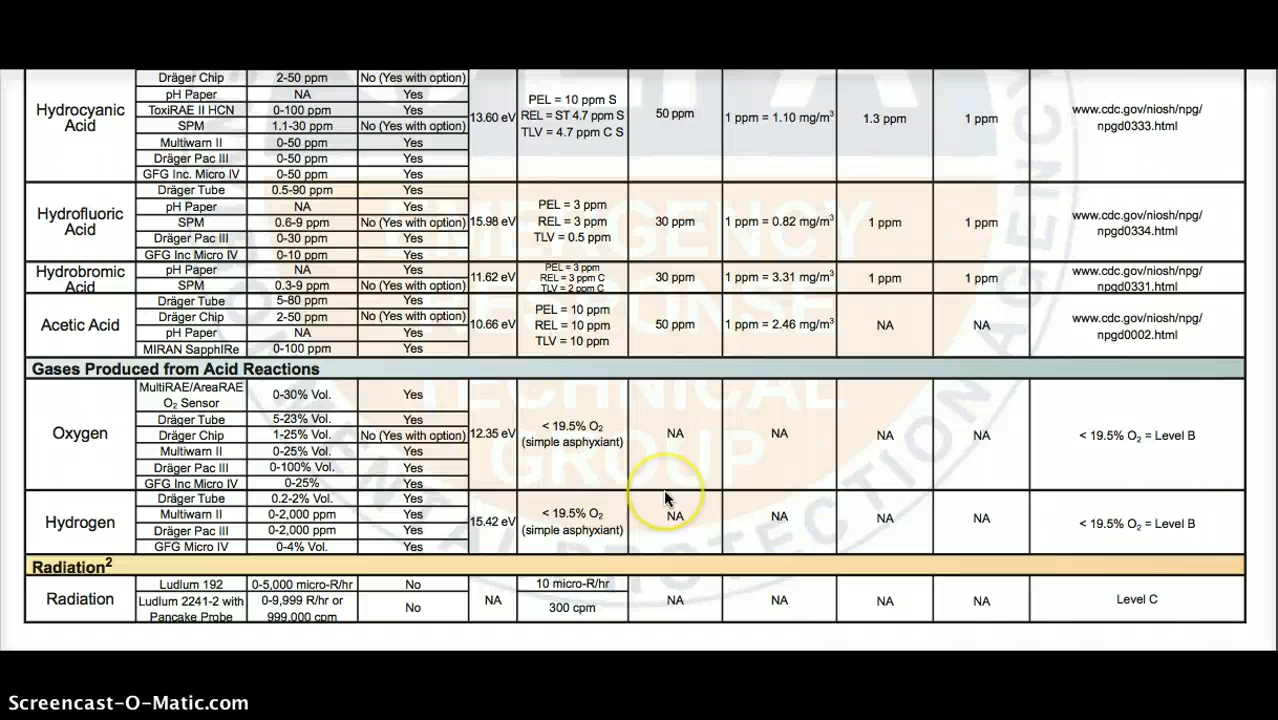 Dräger Chip 2-50 ppm No (Yes with option)
pH Paper NA Yes
ToxiRAE II HCN 0-100 ppm Yes
SPM 1.1-30 ppm No (Yes with option)
Multiwarn II 0-50 ppm Yes
Dräger Pac III 0-50 ppm Yes
GFG Inc. Micro IV 0-50 ppm Yes
Hydrocyanic
Acid
13.60 eV
PEL = 10 ppm S
REL = ST 4.7 ppm S
TLV = 4.7 ppm C S
50 ppm
1 ppm = 1.10 mg/m³
1.3 ppm
1 ppm
www.cdc.gov/niosh/npg/
npgd0333.html
Dräger Tube 0.5-90 ppm Yes
pH Paper NA Yes
SPM 0.6-9 ppm No (Yes with option)
Dräger Pac III 0-30 ppm Yes
GFG Inc Micro IV 0-10 ppm Yes
Hydrofluoric
Acid
15.98 eV
PEL = 3 ppm
REL = 3 ppm
TLV = 0.5 ppm
30 ppm
1 ppm = 0.82 mg/m³
1 ppm
1 ppm
www.cdc.gov/niosh/npg/
npgd0334.html
Hydrobromic
Acid
pH Paper NA Yes
SPM 0.3-9 ppm No (Yes with option)
11.62 eV
PEL = 3 ppm
REL = 3 ppm C
TLV = 2 ppm C
30 ppm
1 ppm = 3.31 mg/m³
1 ppm
1 ppm
www.cdc.gov/niosh/npg/
npgd0331.html
Acetic Acid
Dräger Tube 5-80 ppm Yes
Dräger Chip 2-50 ppm No (Yes with option)
pH Paper NA Yes
MIRAN SapphIRe 0-100 ppm Yes
10.66 eV
PEL = 10 ppm
REL = 10 ppm
TLV = 10 ppm
50 ppm
1 ppm = 2.46 mg/m³
NA
NA
www.cdc.gov/niosh/npg/
npgd0002.html
Gases Produced from Acid Reactions
Oxygen
MultiRAE/AreaRAE
O₂ Sensor
0-30% Vol. Yes
Dräger Tube 5-23% Vol. Yes
Dräger Chip 1-25% Vol. No (Yes with option)
Multiwarn II 0-25% Vol. Yes
Dräger Pac III 0-100% Vol. Yes
GFG Inc Micro IV 0-25% Yes
12.35 eV
< 19.5% O₂
(simple asphyxiant)
NA
NA
NA
NA
< 19.5% O₂ = Level B
Hydrogen
Dräger Tube 0.2-2% Vol. Yes
Multiwarn II 0-2,000 ppm Yes
Dräger Pac III 0-2,000 ppm Yes
GFG Micro IV 0-4% Vol. Yes
15.42 eV
< 19.5% O₂
(simple asphyxiant)
NA
NA
NA
NA
< 19.5% O₂ = Level B
Radiation²
Radiation
Ludlum 192 0-5,000 micro-R/hr No
Ludlum 2241-2 with
Pancake Probe
0-9,999 R/hr or
999,000 cpm
No
NA
10 micro-R/hr
300 cpm
NA
NA
NA
NA
Level C
EMERGENCY
RESPONSE
TECHNICAL
GROUP
Screencast-O-Matic.com